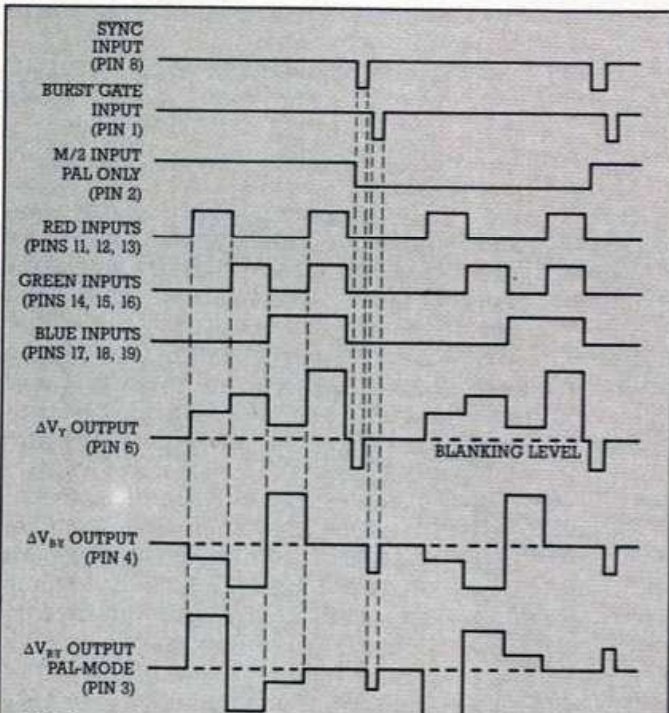 SYNC
INPUT
(PIN 8)
BURST GATE
INPUT
(PIN 1)
M/2 INPUT
PAL ONLY
(PIN 2)
RED INPUTS
(PINS 11, 12, 13)
GREEN INPUTS
(PINS 14, 15, 16)
BLUE INPUTS
(PINS 17, 18, 19)
ΔVY OUTPUT
(PIN 6)
BLANKING LEVEL
ΔVBY OUTPUT
(PIN 4)
ΔVBY OUTPUT
PAL-MODE
(PIN 3)